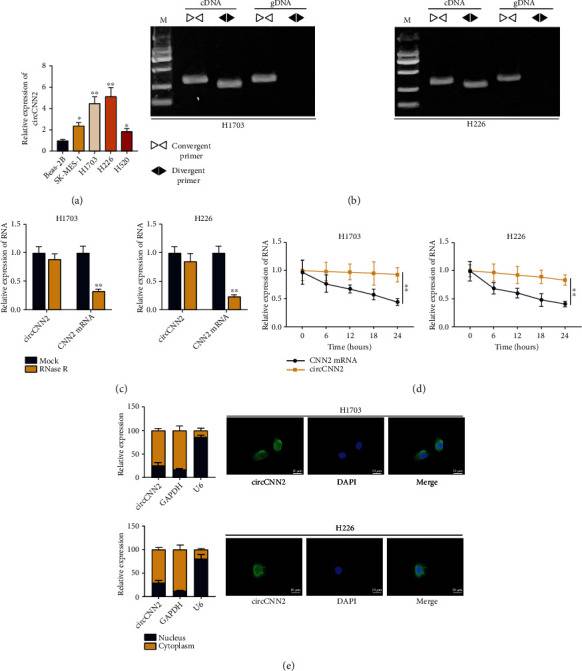 Relative expression of
circCNN2
8
6
4
2
0
*
**
**
*
Beas-2B
SK-MES-1
H1703
H226
H520
(a)
M
cDNA
gDNA
H1703
M
cDNA
gDNA
H226
Convergent
primer
Divergent
primer
(b)
H1703
Relative expression of RNA
1.5
1.0
0.5
0.0
**
circCNN2
CNN2 mRNA
H226
Relative expression of RNA
1.5
1.0
0.5
0.0
**
circCNN2
CNN2 mRNA
Mock
RNase R
(c)
H1703
Relative expression of RNA
1.5
1.0
0.5
0.0
**
0 6 12 18 24
Time (hours)
H226
Relative expression of RNA
1.5
1.0
0.5
0.0
**
0 6 12 18 24
Time (hours)
CNN2 mRNA
circCNN2
(d)
Relative expression
150
100
50
0
circCNN2
GAPDH
U6
H1703
circCNN2
DAPI
Merge
Relative expression
150
100
50
0
circCNN2
GAPDH
U6
H226
circCNN2
DAPI
Merge
Nucleus
Cytoplasm
(e)